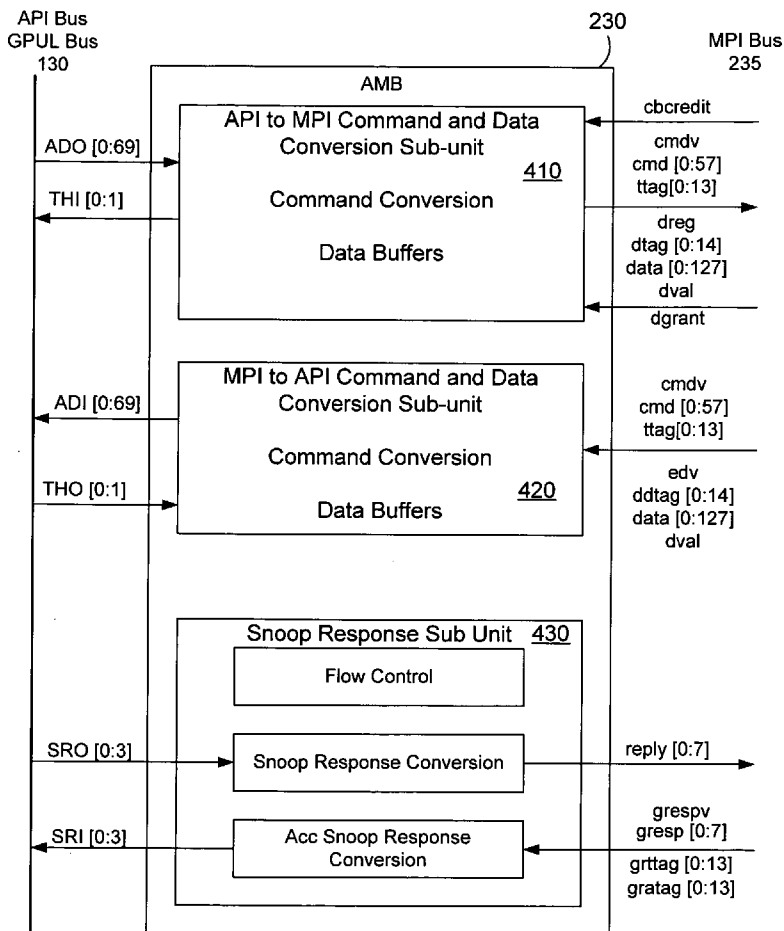 API Bus
GPUL Bus
130
230
MPI Bus
235
AMB
API to MPI Command and Data
Conversion Sub-unit
410
Command Conversion
Data Buffers
ADO [0:69]
THI [0:1]
cbcredit
cmdv
cmd [0:57]
ttag[0:13]
dreg
dtag [0:14]
data [0:127]
dval
dgrant
MPI to API Command and Data
Conversion Sub-unit
Command Conversion
420
Data Buffers
ADI [0:69]
THO [0:1]
cmdv
cmd [0:57]
ttag[0:13]
edv
ddtag [0:14]
data [0:127]
dval
Snoop Response Sub Unit 430
Flow Control
SRO [0:3]
Snoop Response Conversion
reply [0:7]
SRI [0:3]
Acc Snoop Response
Conversion
grespv
gresp [0:7]
grttag [0:13]
gratag [0:13]